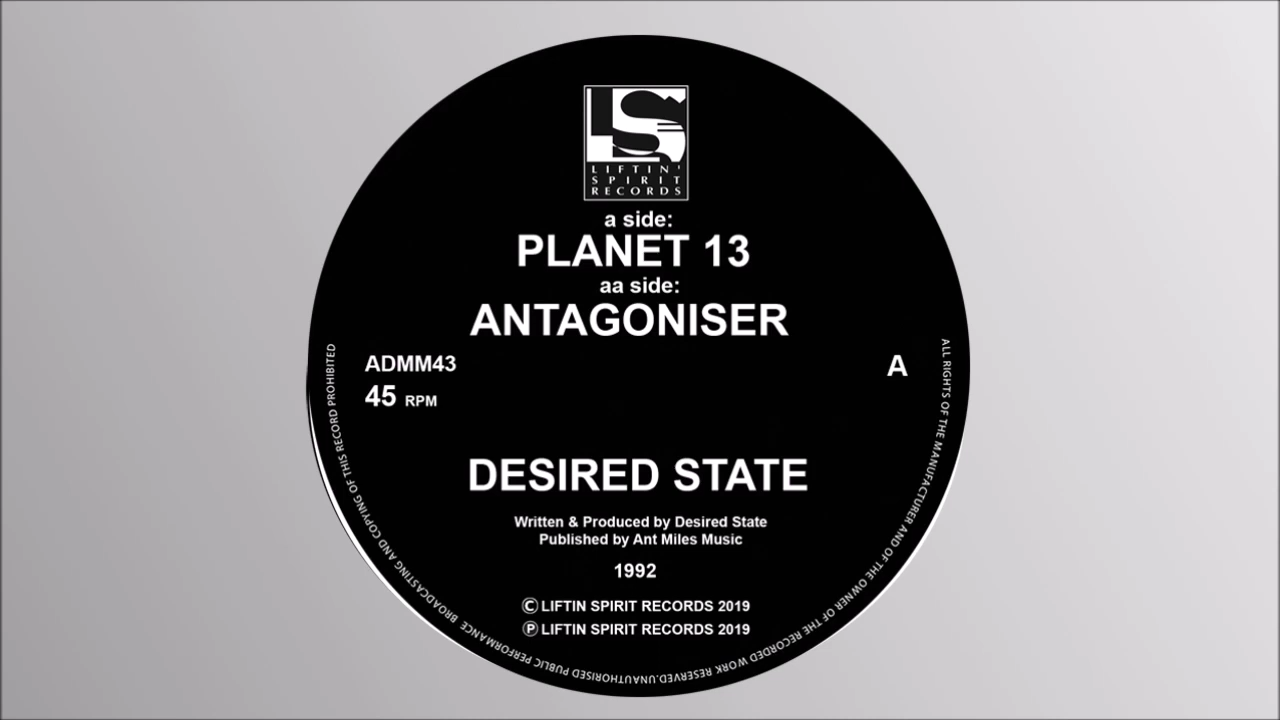 LS
LIFTIN'
SPIRIT
RECORDS
a side:
PLANET 13
aa side:
ANTAGONISER
ADMM43
A
45 RPM
DESIRED STATE
Written & Produced by Desired State
Published by Ant Miles Music
1992
© LIFTIN SPIRIT RECORDS 2019
℗ LIFTIN SPIRIT RECORDS 2019
ALL RIGHTS OF THE MANUFACTURER AND OF THE OWNER OF THE RECORDED WORK RESERVED.UNAUTHORISED PUBLIC PERFORMANCE BROADCASTING AND COPYING OF THIS RECORD PROHIBITED